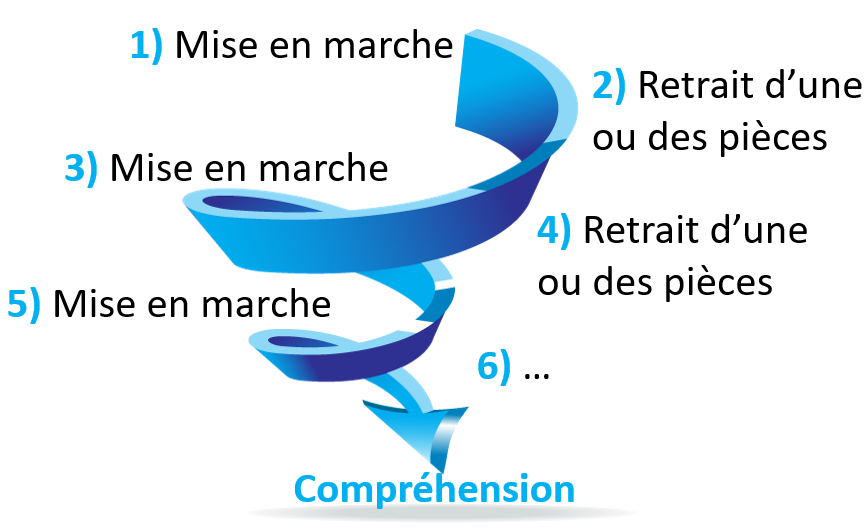 1) Mise en marche
2) Retrait d’une
ou des pièces
3) Mise en marche
4) Retrait d’une
ou des pièces
5) Mise en marche
6) ...
Compréhension